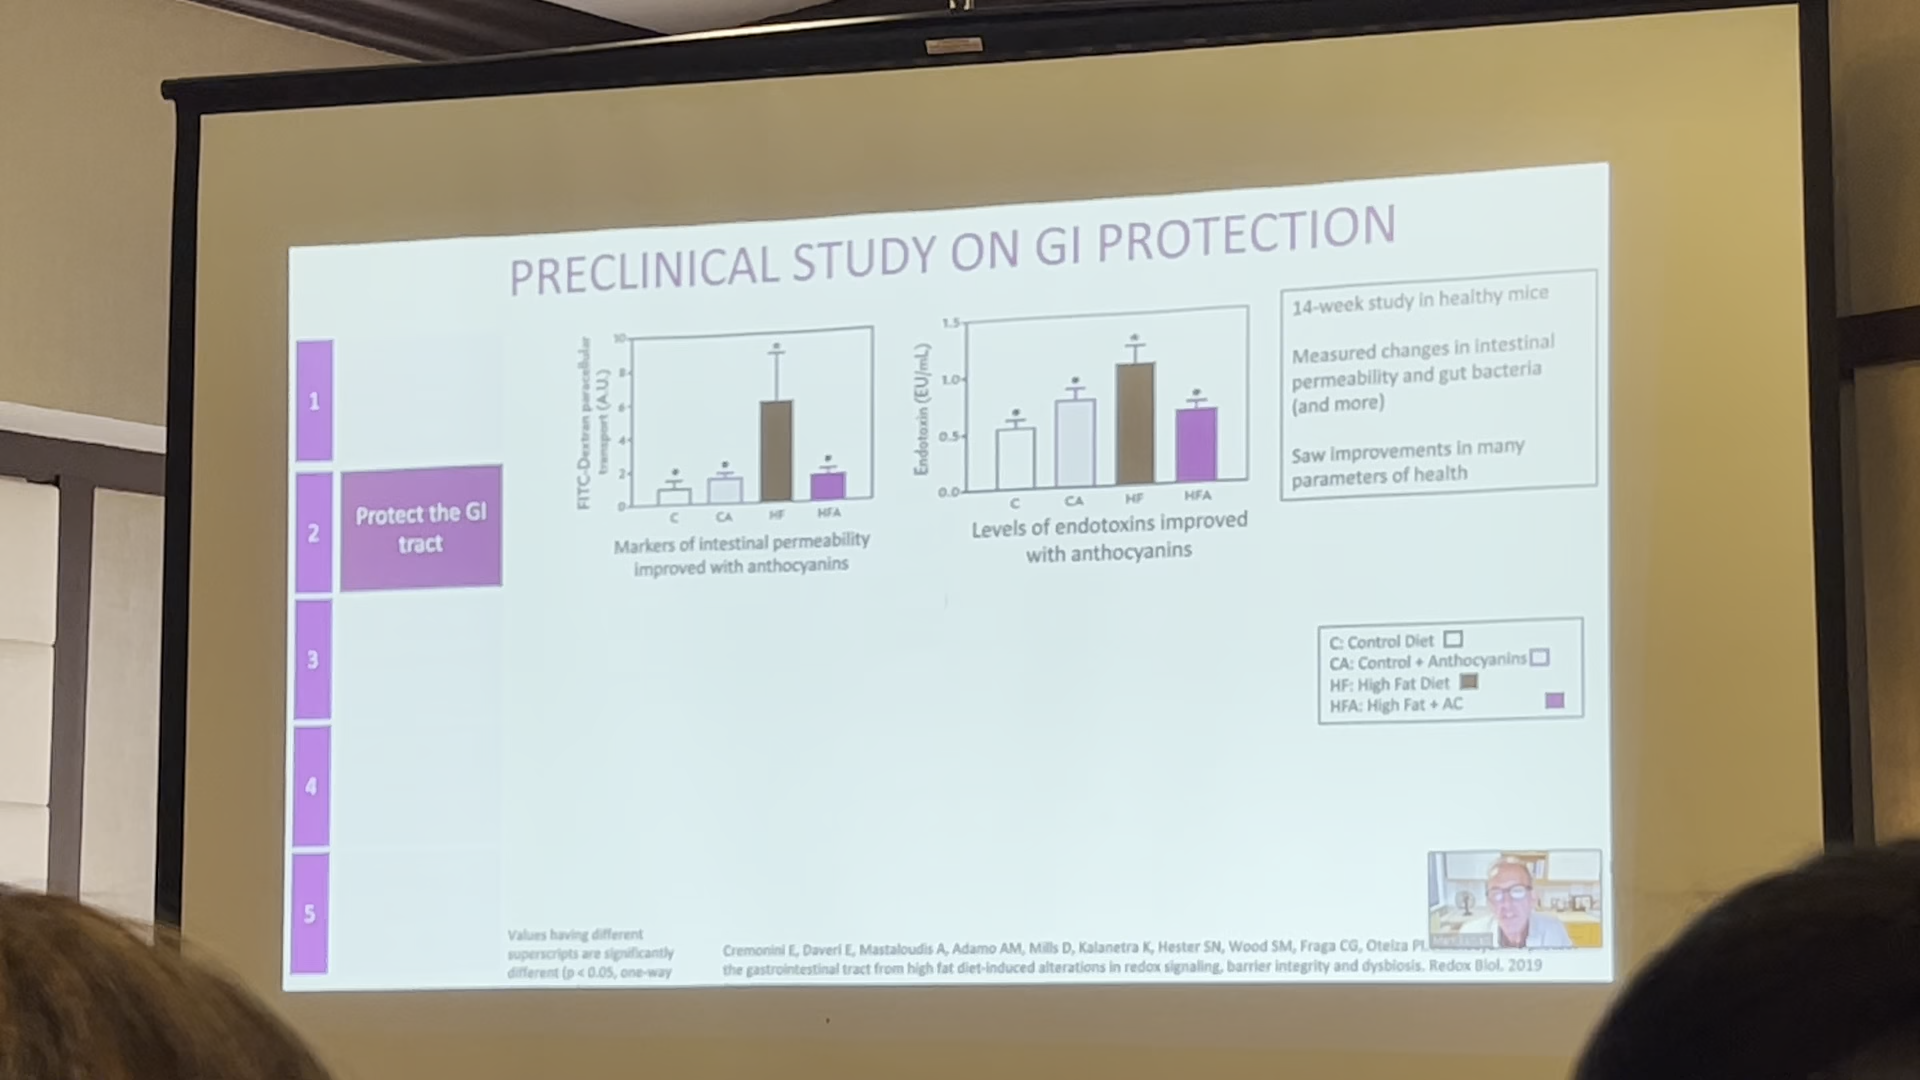 PRECLINICAL STUDY ON GI PROTECTION
1
2
Protect the GI
tract
3
4
5
FITC-Dextran paracellular
transport (A.U.)
10
8
6
4
2
0
C CA HF HFA
Markers of intestinal permeability
improved with anthocyanins
Endotoxin (EU/mL)
1.5
1.0
0.5
0.0
C CA HF HFA
Levels of endotoxins improved
with anthocyanins
14-week study in healthy mice
Measured changes in intestinal
permeability and gut bacteria
(and more)
Saw improvements in many
parameters of health
C: Control Diet
CA: Control + Anthocyanins
HF: High Fat Diet
HFA: High Fat + AC
Values having different
superscripts are significantly
different (p < 0.05, one-way
Cremonini E, Daveri E, Mastaloudis A, Adamo AM, Mills D, Kalanetra K, Hester SN, Wood SM, Fraga CG, Oteiza PI.
the gastrointestinal tract from high fat diet-induced alterations in redox signaling, barrier integrity and dysbiosis. Redox Biol. 2019